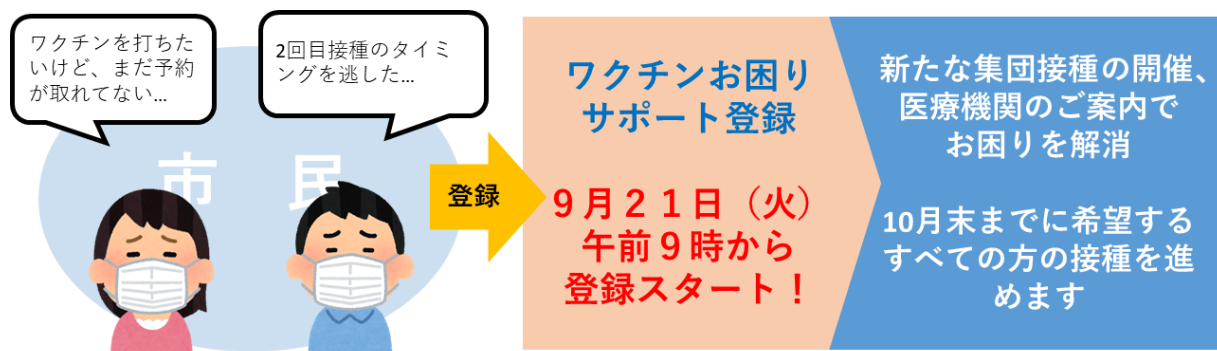 ワクチンを打ちた
いけど、まだ予約
が取れてない...
2回目接種のタイミ
ングを逃した...
市 民
登録
ワクチンお困り
サポート登録
９月２１日（火）
午前９時から
登録スタート！
新たな集団接種の開催、
医療機関のご案内で
お困りを解消
10月末までに希望する
すべての方の接種を進
めます